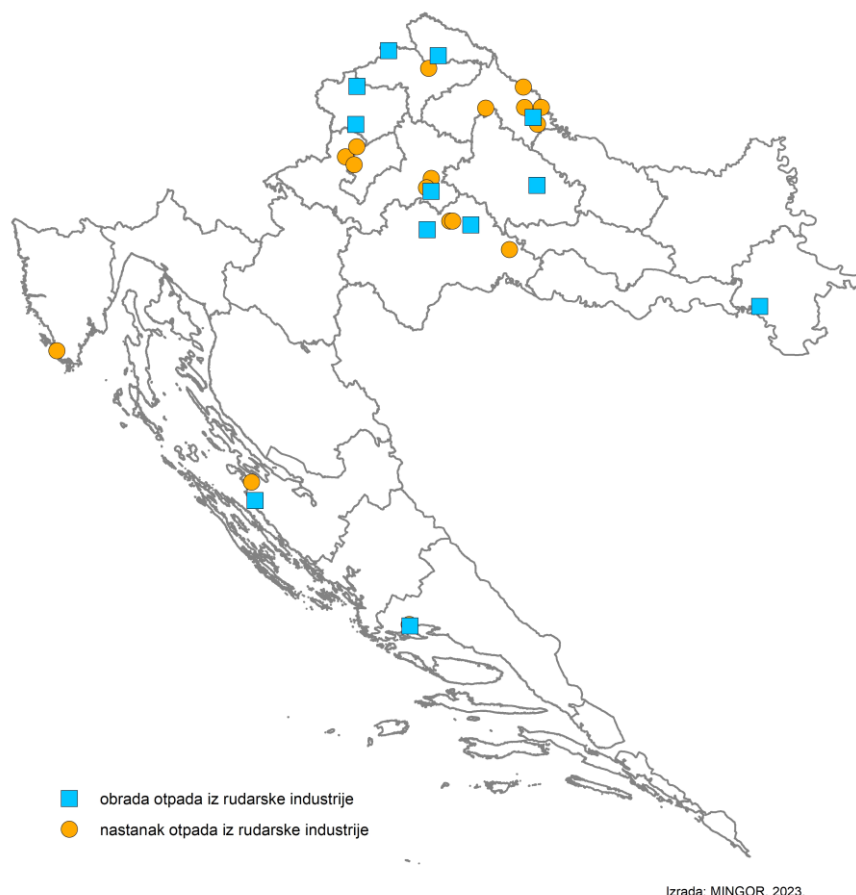 obrada otpada iz rudarske industrije
nastanak otpada iz rudarske industrije
Izrada: MINGOR, 2023